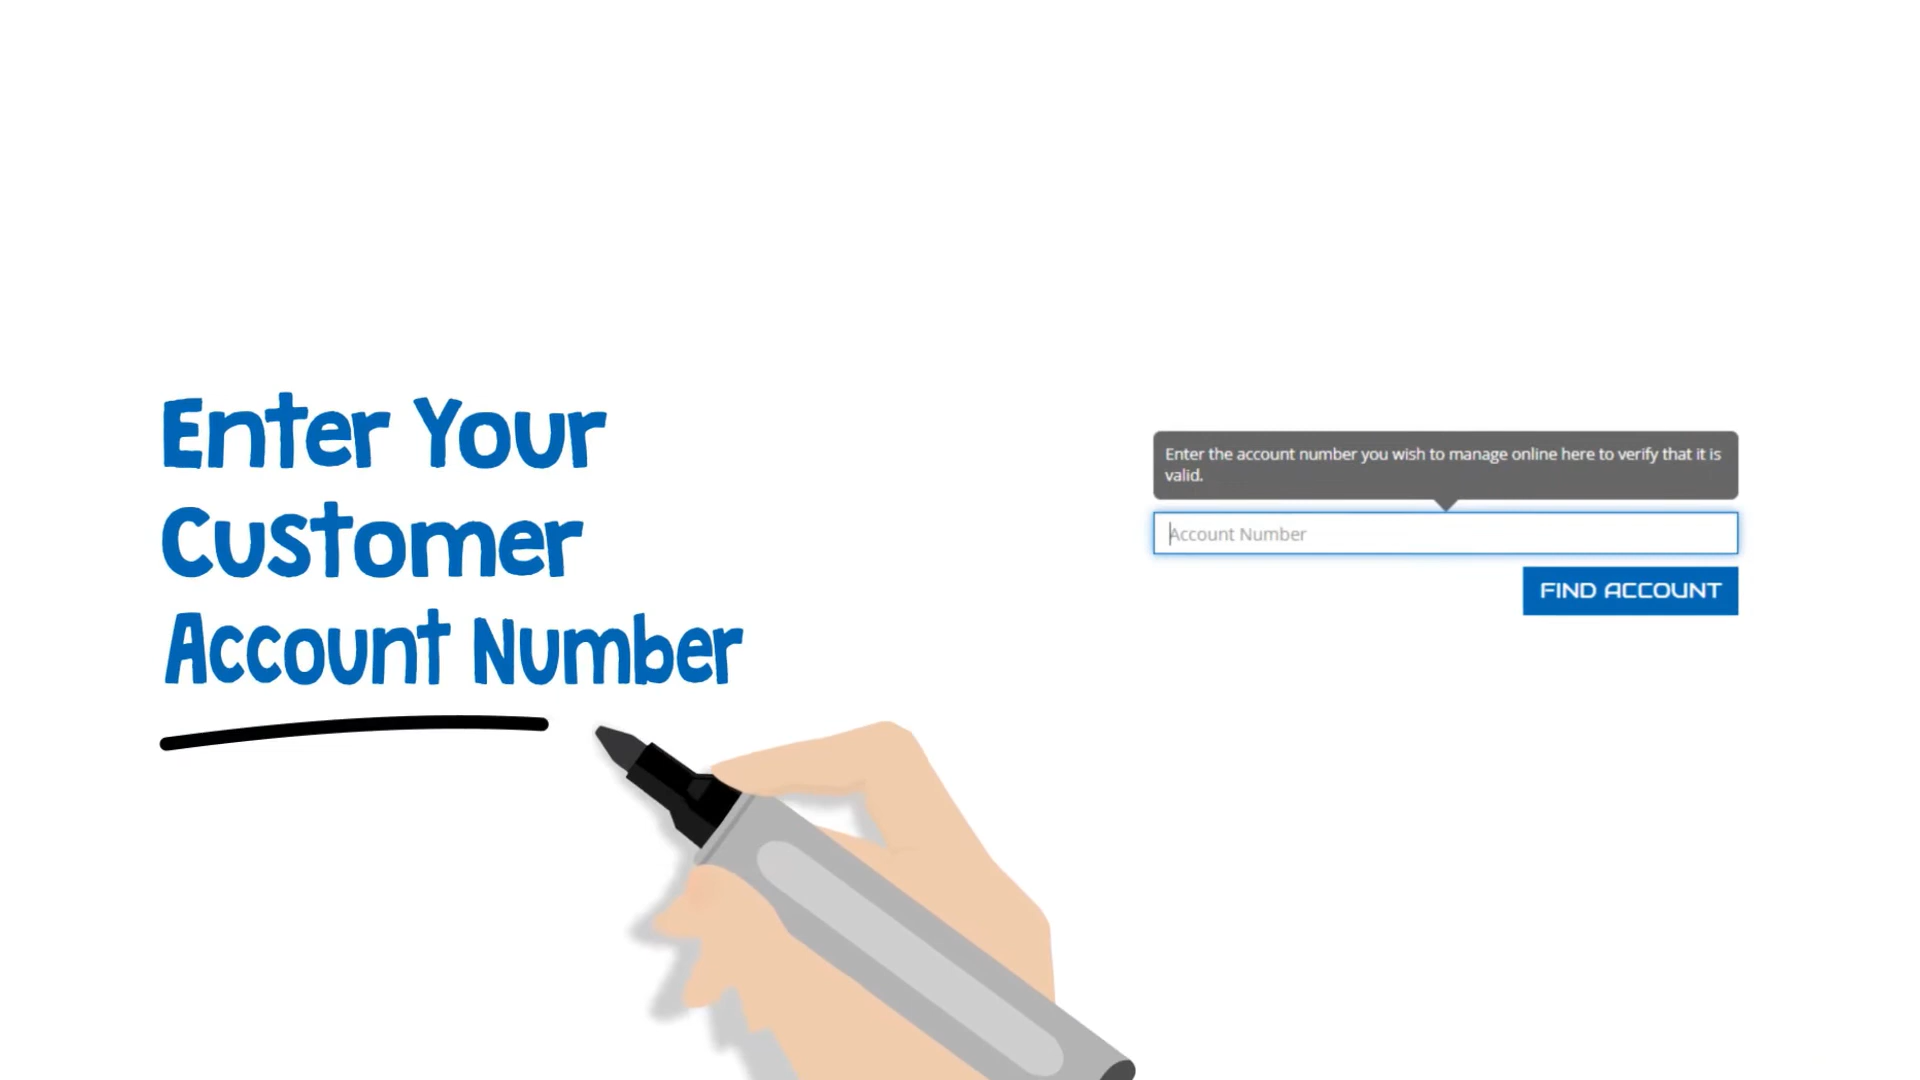 Enter Your
Customer
Account Number
Enter the account number you wish to manage online here to verify that it is
valid.
Account Number
FIND ACCOUNT